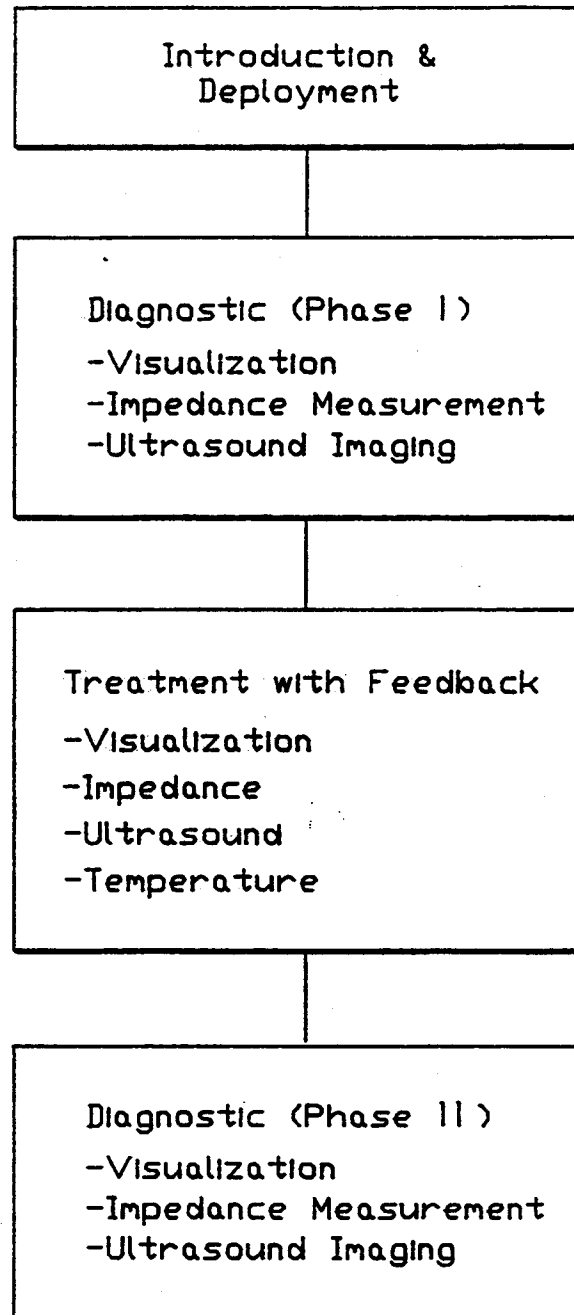 Introduction &
Deployment
Diagnostic (Phase I)
-Visualization
-Impedance Measurement
-Ultrasound Imaging
Treatment with Feedback
-Visualization
-Impedance
-Ultrasound
-Temperature
Diagnostic (Phase II)
-Visualization
-Impedance Measurement
-Ultrasound Imaging